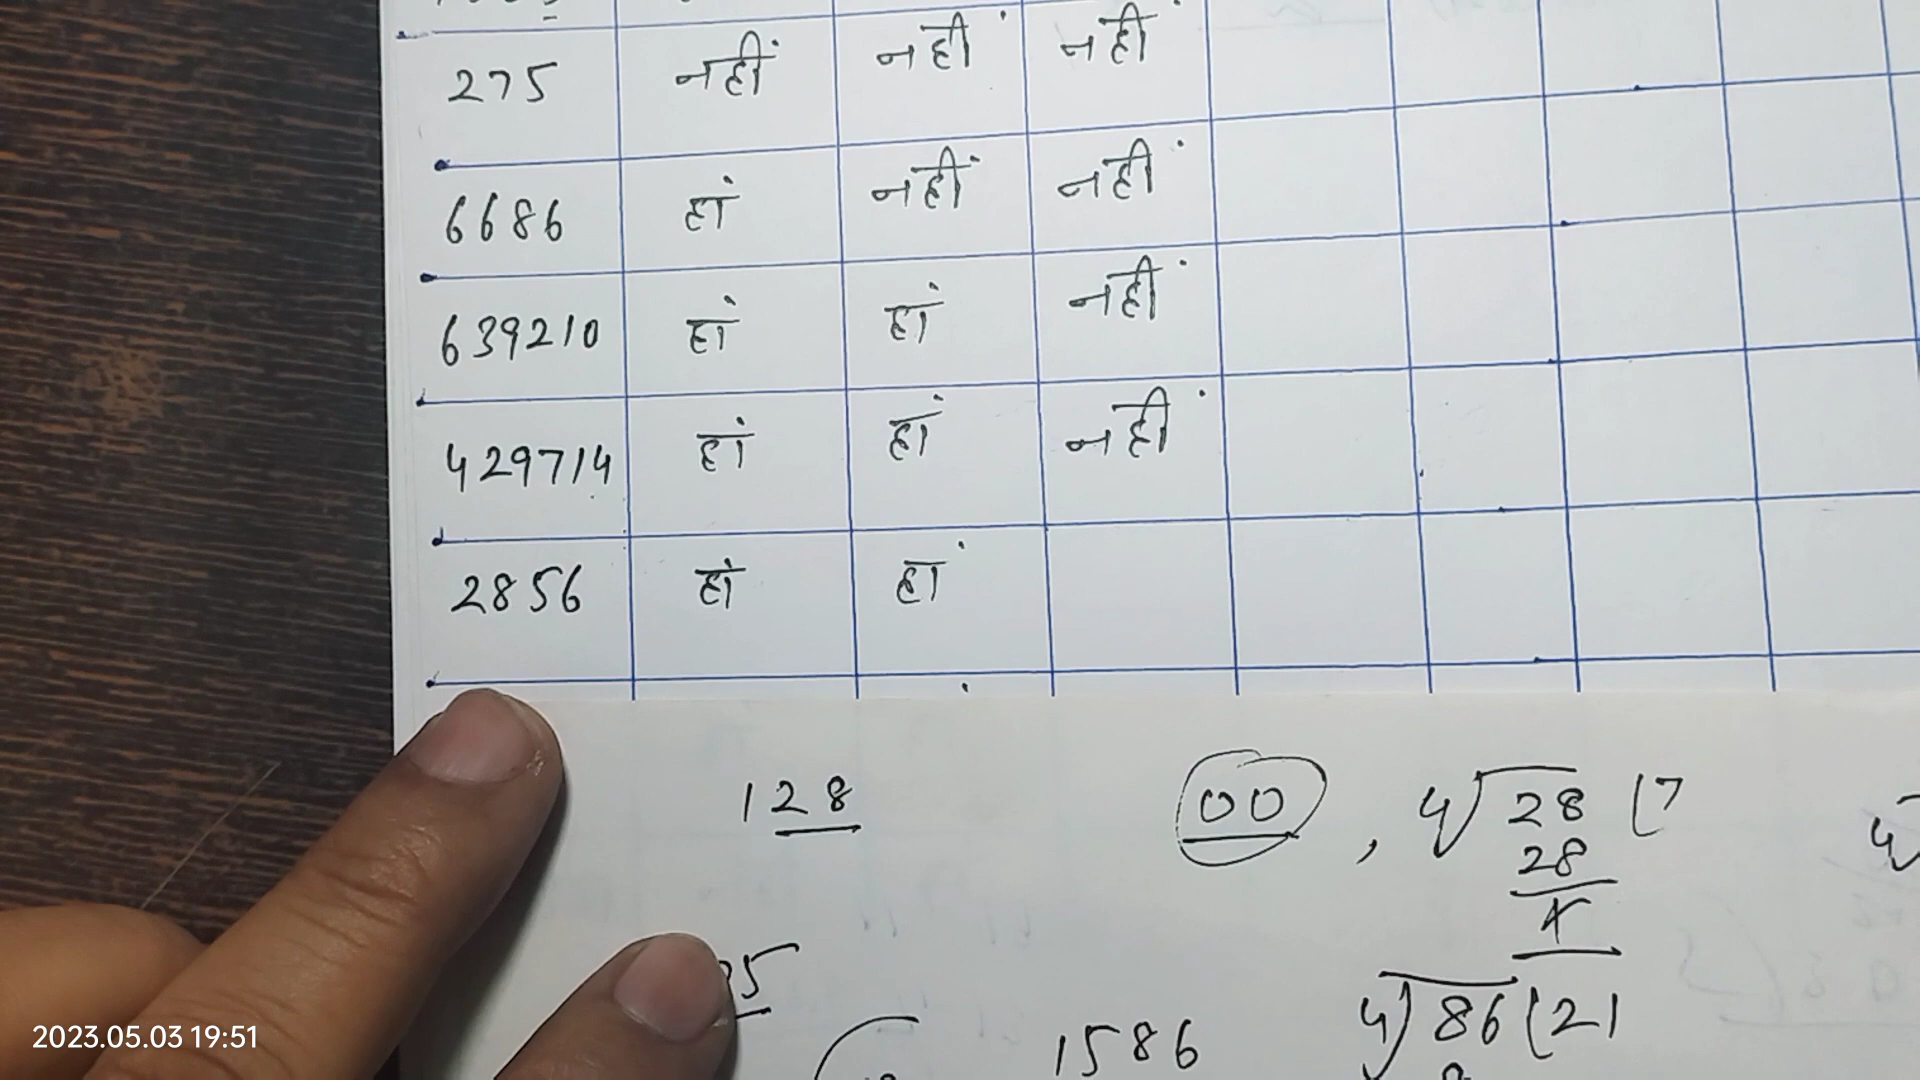 275 नहीं नहीं नहीं
6686 हां नहीं नहीं
639210 हां हां नहीं
429714 हां हां नहीं
2856 हां हां
128 00 , 4 28 (7
28
35
1586 4 86 (21
2023.05.03 19:51